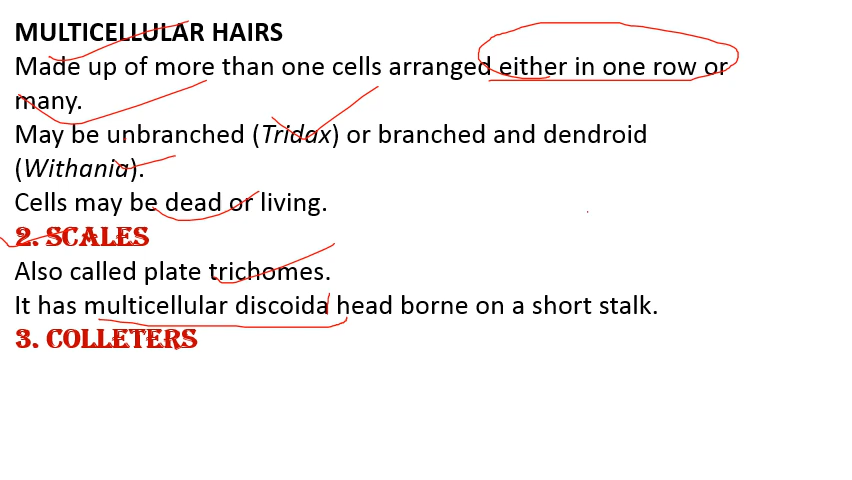 MULTICELLULAR HAIRS
Made up of more than one cells arranged either in one row or
many.
May be unbranched (Tridax) or branched and dendroid
(Withania).
Cells may be dead or living.
2. SCALES
Also called plate trichomes.
It has multicellular discoidal head borne on a short stalk.
3. COLLETERS